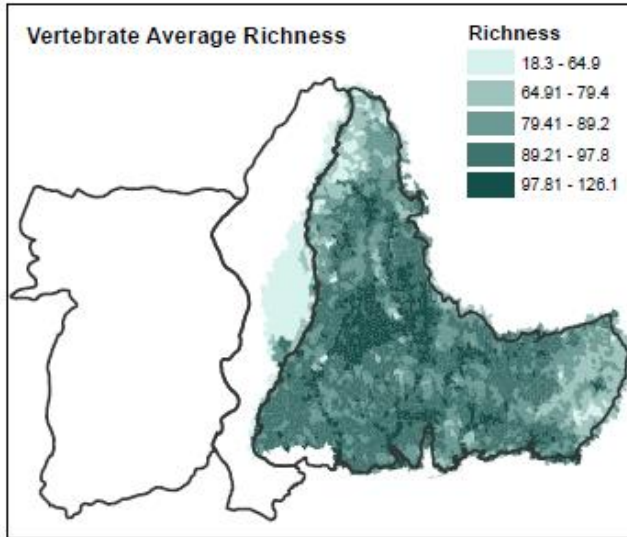 Vertebrate Average Richness
Richness
18.3 - 64.9
64.91 - 79.4
79.41 - 89.2
89.21 - 97.8
97.81 - 126.1